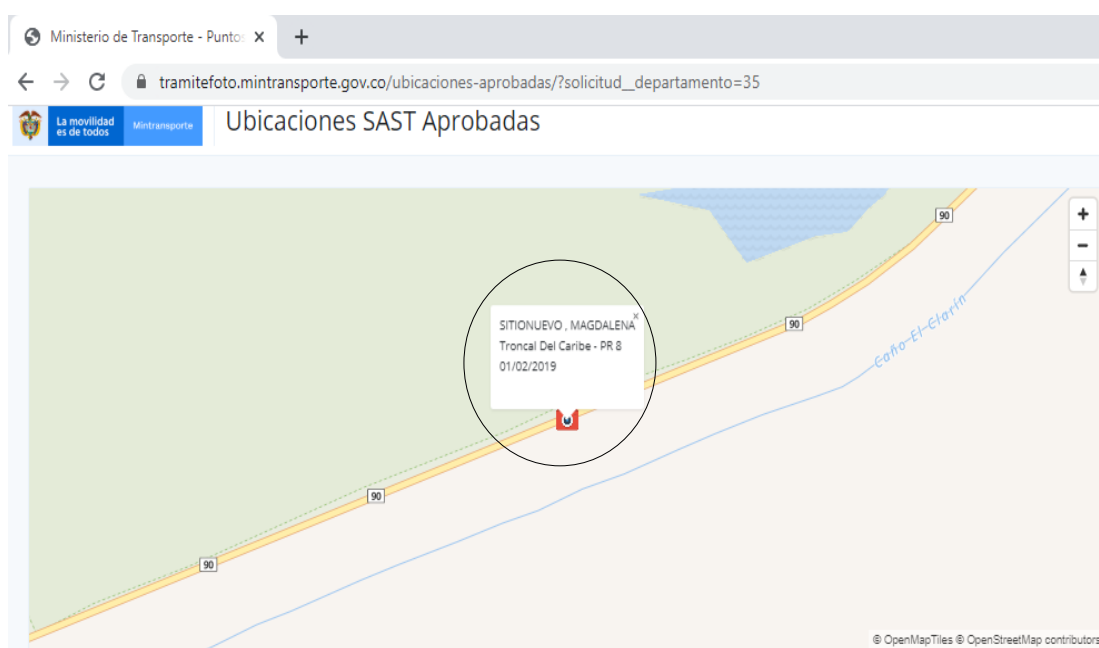 Ministerio de Transporte - Punto
tramitefoto.mintransporte.gov.co/ubicaciones-aprobadas/?solicitud__departamento=35
La movilidad
es de todos
Mintransporte
Ubicaciones SAST Aprobadas
90
SITIONUEVO , MAGDALENA
Troncal Del Caribe - PR 8
01/02/2019
90
Caño-El-Clarín
90
90
© OpenMapTiles © OpenStreetMap contributors